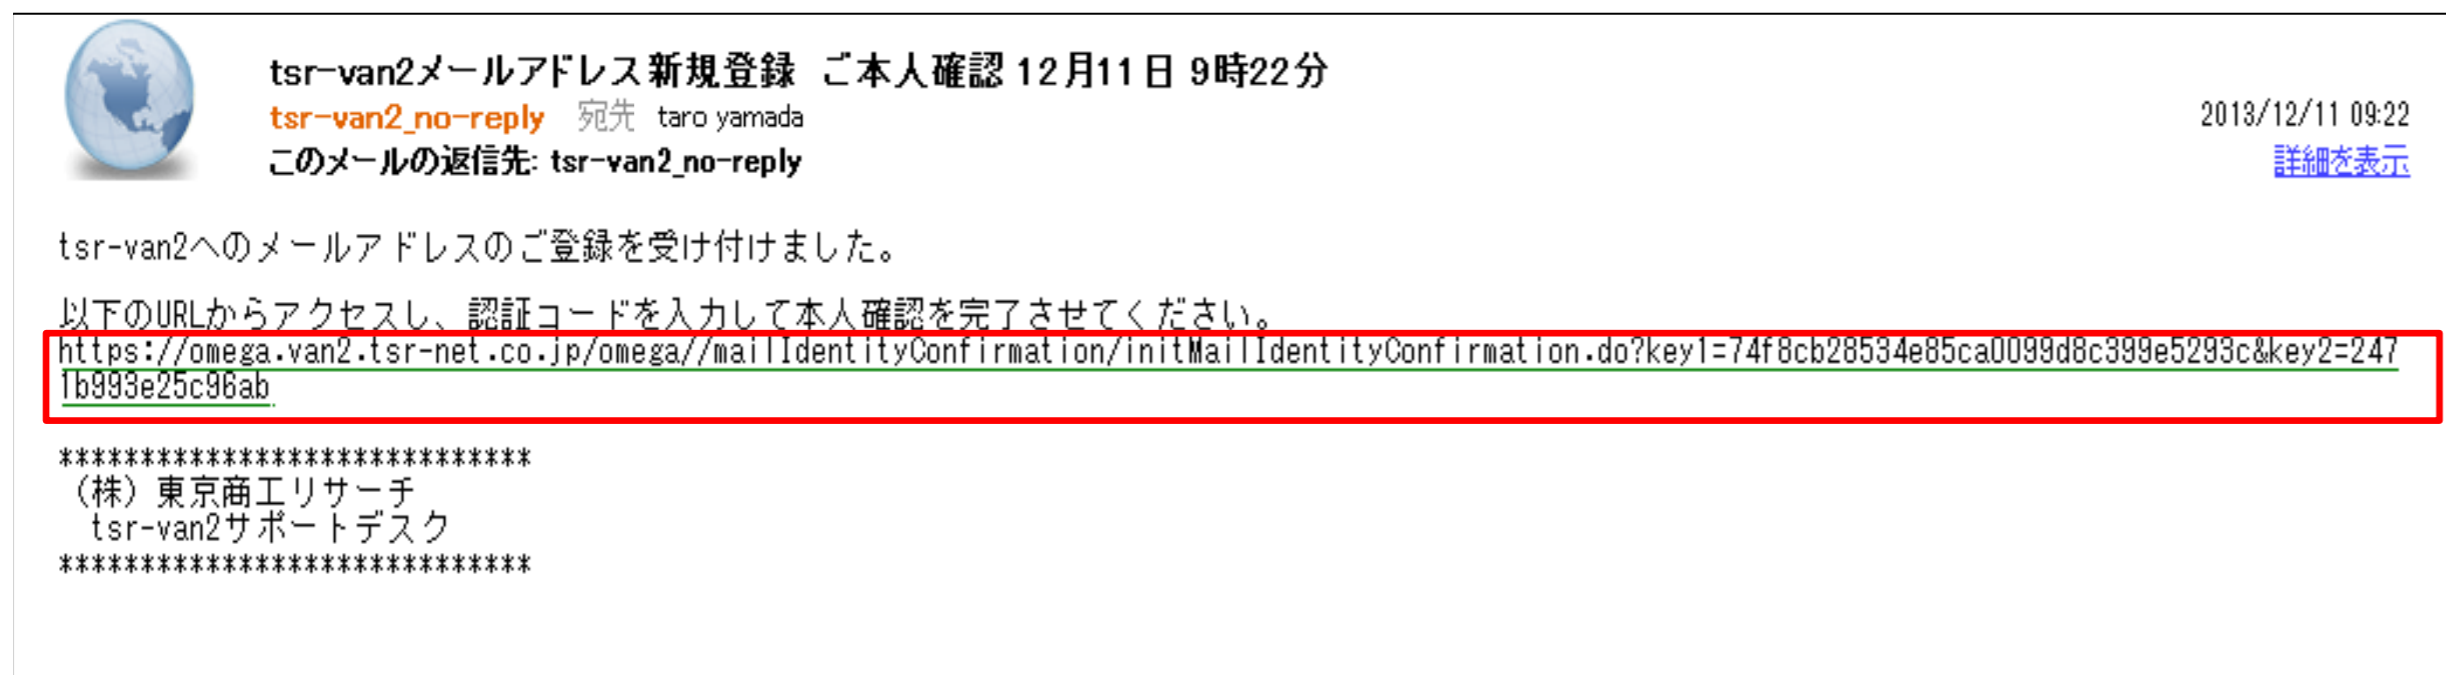 tsr-van2メールアドレス新規登録 ご本人確認 12月11日 9時22分
tsr-van2_no-reply 宛先 taro yamada
2013/12/11 09:22
このメールの返信先: tsr-van2_no-reply
詳細を表示
tsr-van2へのメールアドレスのご登録を受け付けました。
以下のURLからアクセスし、認証コードを入力して本人確認を完了させてください。
https://omega.van2.tsr-net.co.jp/omega//mailIdentityConfirmation/initMailIdentityConfirmation.do?key1=74f8cb28534e85ca0099d8c399e5293c&key2=247
1b993e25c96ab
*****************************
（株）東京商工リサーチ
tsr-van2サポートデスク
*****************************